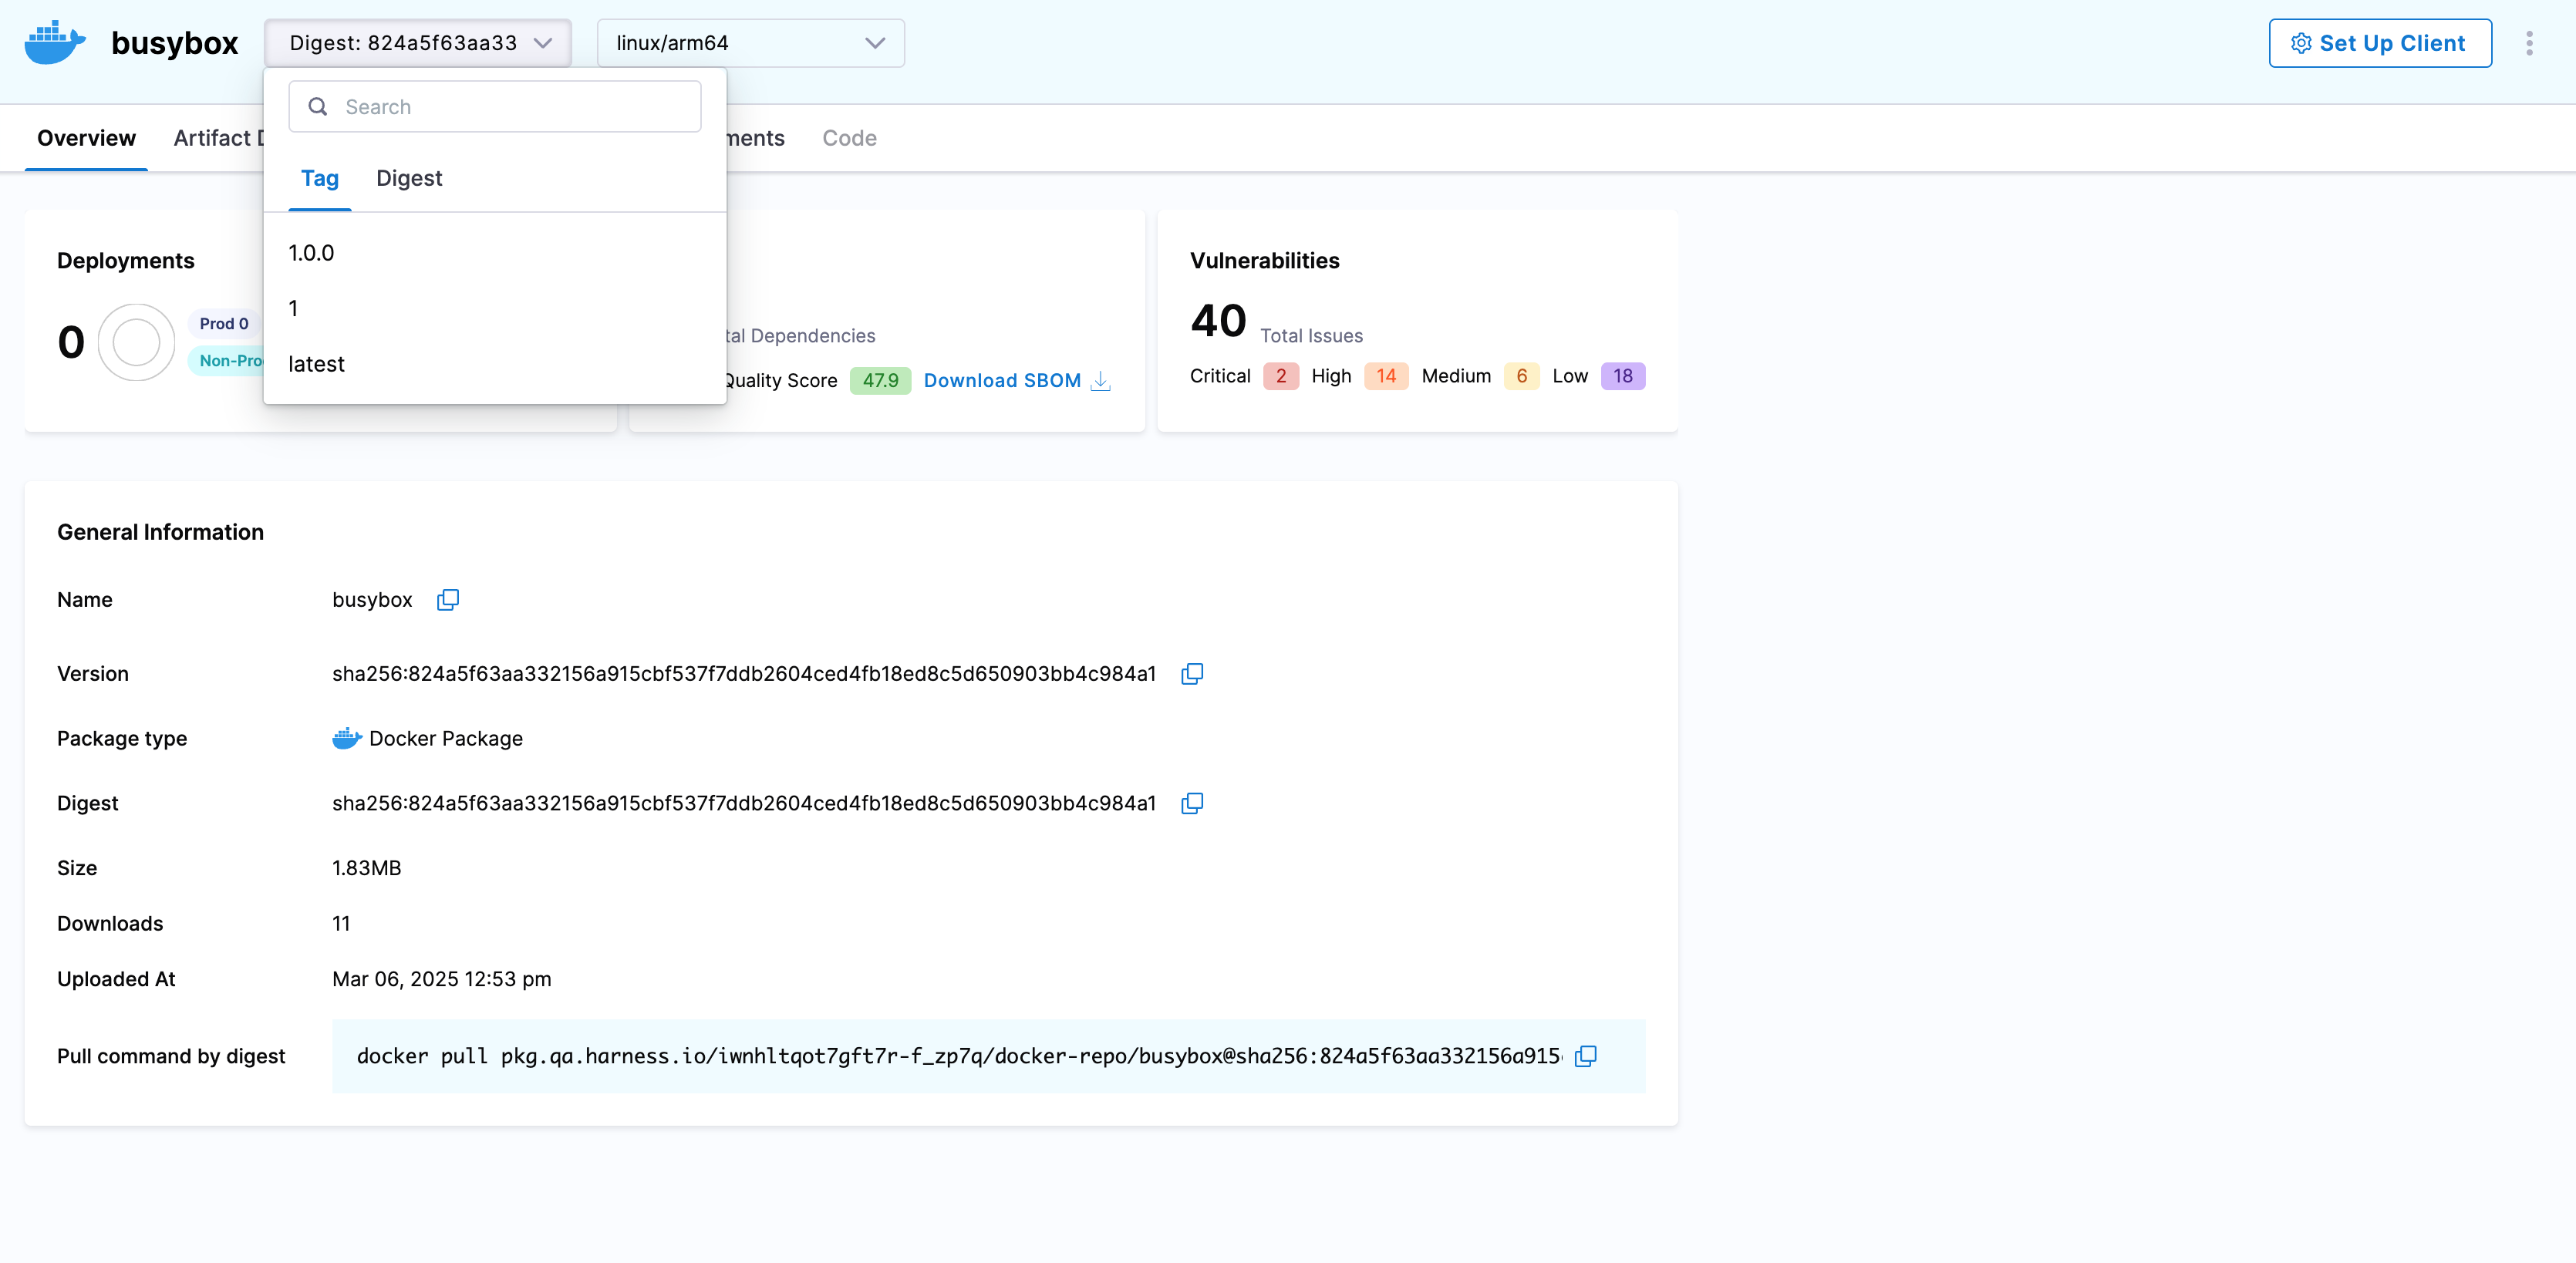 busybox Digest: 824a5f63aa33 linux/arm64 Set Up Client
Search
Overview Artifact Code
Tag Digest
1.0.0
1
latest
Deployments
0
Prod 0
Dependencies
Quality Score 47.9 Download SBOM
Vulnerabilities
40 Total Issues
Critical 2 High 14 Medium 6 Low 18
General Information
Name busybox
Version sha256:824a5f63aa332156a915cbf537f7ddb2604ced4fb18ed8c5d650903bb4c984a1
Package type Docker Package
Digest sha256:824a5f63aa332156a915cbf537f7ddb2604ced4fb18ed8c5d650903bb4c984a1
Size 1.83MB
Downloads 11
Uploaded At Mar 06, 2025 12:53 pm
Pull command by digest docker pull pkg.qa.harness.io/iwnhltqot7gft7r-f_zp7q/docker-repo/busybox@sha256:824a5f63aa332156a915